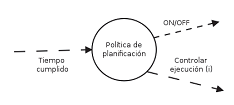 ON/OFF
Política de
planificación
Tiempo
cumplido
Controlar
ejecución (i)